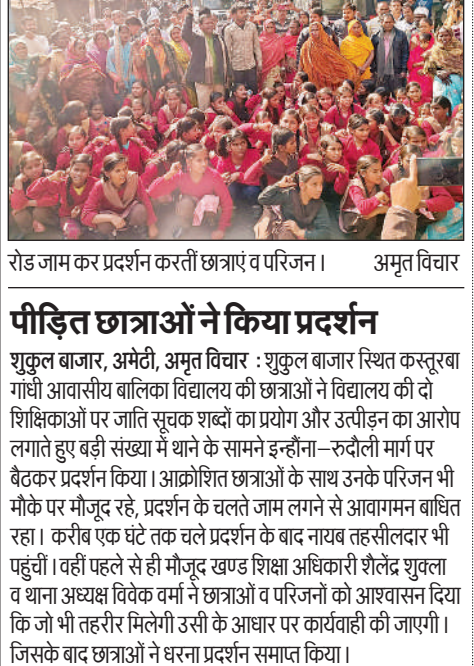 रोड जाम कर प्रदर्शन करतीं छात्राएं व परिजन। अमृत विचार
पीड़ित छात्राओं ने किया प्रदर्शन
शुकुल बाजार, अमेठी, अमृत विचार : शुकुल बाजार स्थित कस्तूरबा
गांधी आवासीय बालिका विद्यालय की छात्राओं ने विद्यालय की दो
शिक्षिकाओं पर जाति सूचक शब्दों का प्रयोग और उत्पीड़न का आरोप
लगाते हुए बड़ी संख्या में थाने के सामने इन्हौंना–रुदौली मार्ग पर
बैठकर प्रदर्शन किया। आक्रोशित छात्राओं के साथ उनके परिजन भी
मौके पर मौजूद रहे, प्रदर्शन के चलते जाम लगने से आवागमन बाधित
रहा। करीब एक घंटे तक चले प्रदर्शन के बाद नायब तहसीलदार भी
पहुंचीं। वहीं पहले से ही मौजूद खण्ड शिक्षा अधिकारी शैलेंद्र शुक्ला
व थाना अध्यक्ष विवेक वर्मा ने छात्राओं व परिजनों को आश्वासन दिया
कि जो भी तहरीर मिलेगी उसी के आधार पर कार्यवाही की जाएगी।
जिसके बाद छात्राओं ने धरना प्रदर्शन समाप्त किया।